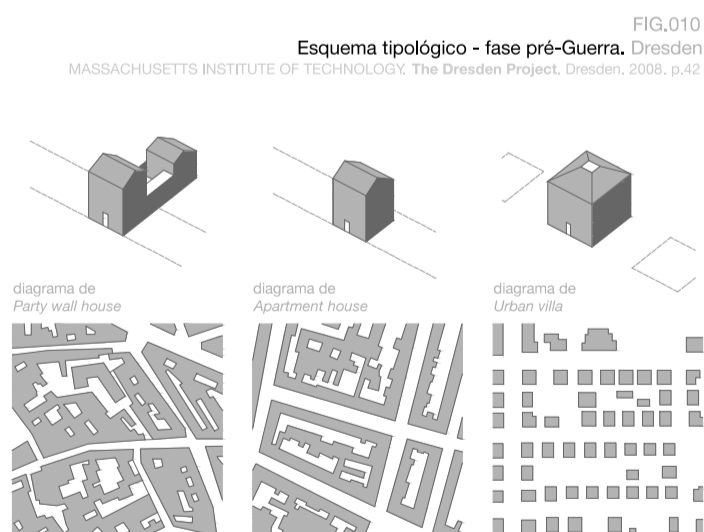 FIG.010
Esquema tipológico - fase pré-Guerra. Dresden
MASSACHUSETTS INSTITUTE OF TECHNOLOGY. The Dresden Project. Dresden. 2008. p.42
diagrama de
Party wall house
diagrama de
Apartment house
diagrama de
Urban villa